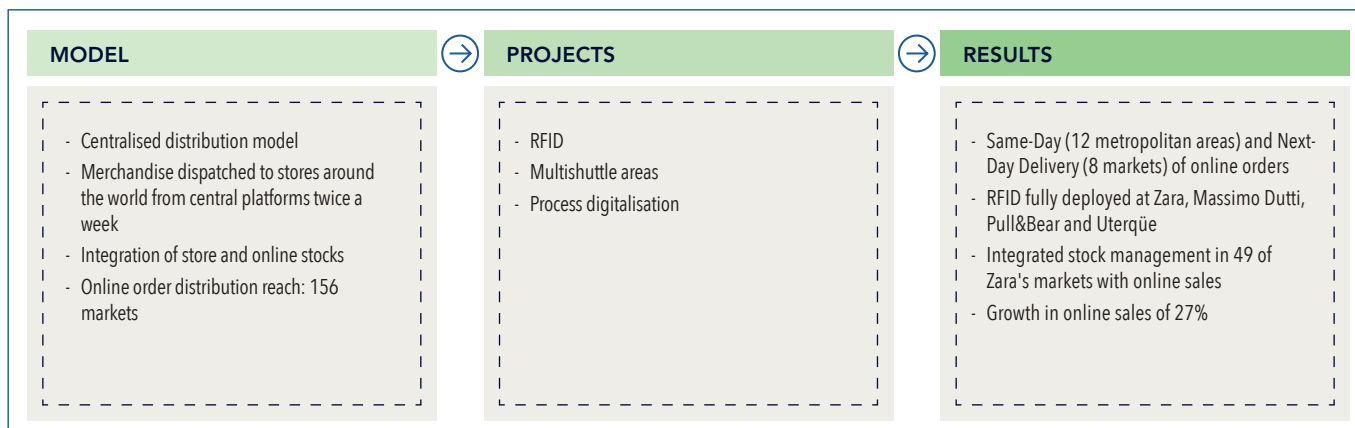 MODEL
- Centralised distribution model
- Merchandise dispatched to stores around
the world from central platforms twice a
week
- Integration of store and online stocks
- Online order distribution reach: 156
markets
PROJECTS
- RFID
- Multishuttle areas
- Process digitalisation
RESULTS
- Same-Day (12 metropolitan areas) and Next-
Day Delivery (8 markets) of online orders
- RFID fully deployed at Zara, Massimo Dutti,
Pull&Bear and Uterqüe
- Integrated stock management in 49 of
Zara's markets with online sales
- Growth in online sales of 27%